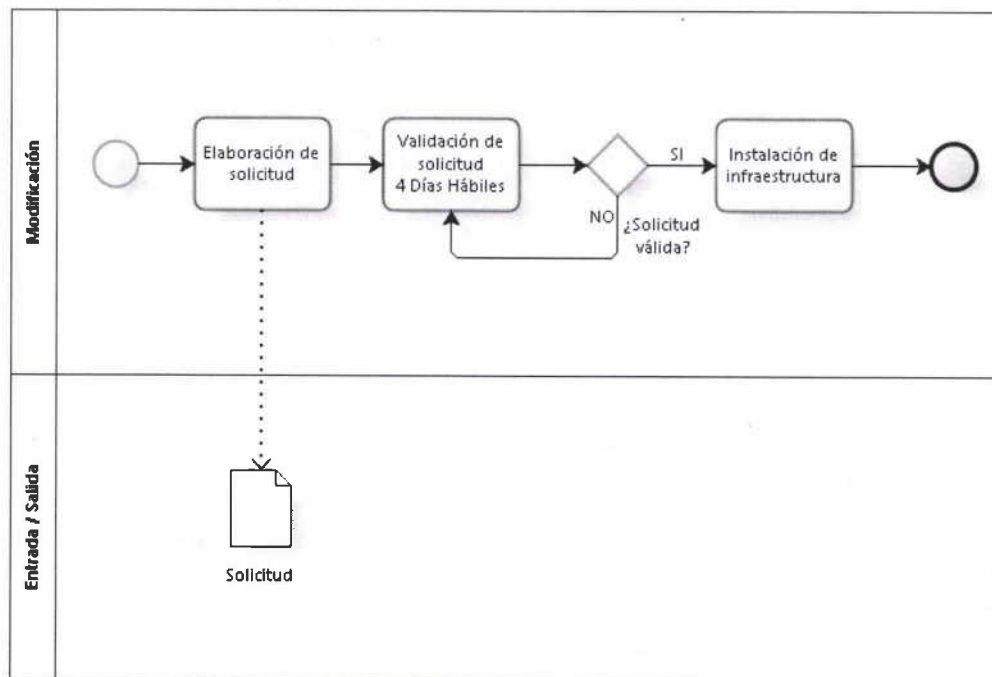 Modificación
Elaboración de
solicitud
Validación de
solicitud
4 Días Hábiles
SI
NO
¿Solicitud
válida?
Instalación de
infraestructura
Entrada / Salida
Solicitud